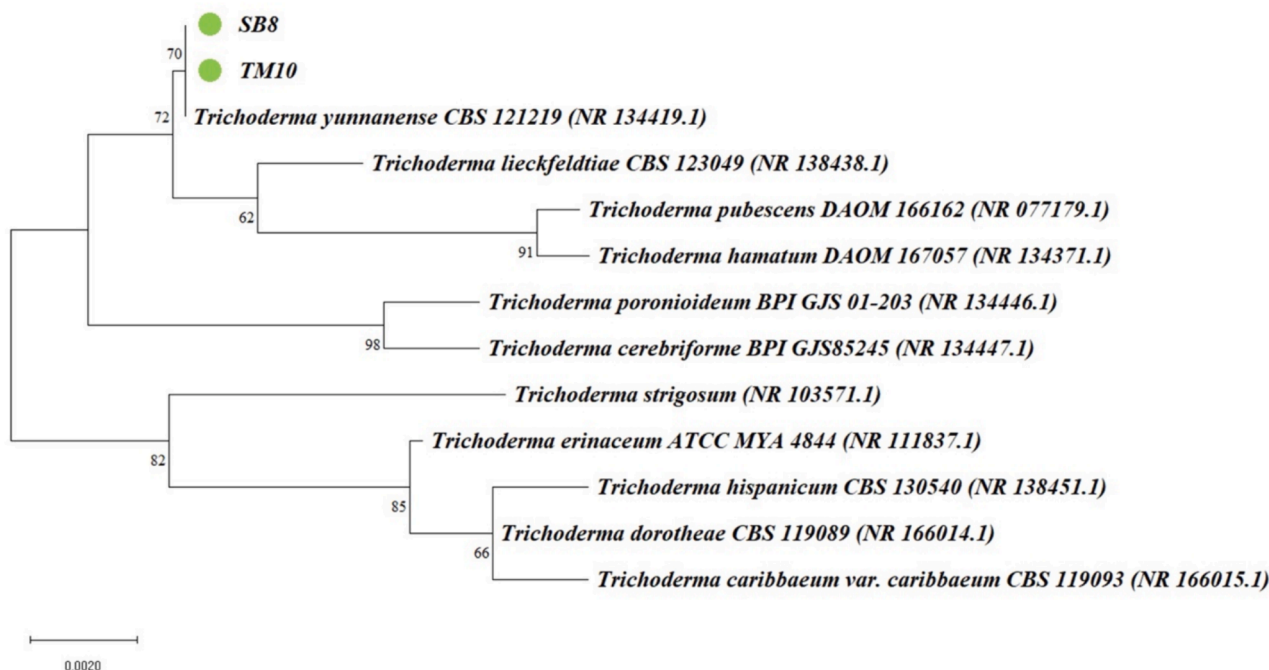 SB8
70
TM10
72
Trichoderma yunnanense CBS 121219 (NR 134419.1)
Trichoderma lieckfeldtiae CBS 123049 (NR 138438.1)
62
Trichoderma pubescens DAOM 166162 (NR 077179.1)
91
Trichoderma hamatum DAOM 167057 (NR 134371.1)
Trichoderma poronioideum BPI GJS 01-203 (NR 134446.1)
98
Trichoderma cerebriforme BPI GJS85245 (NR 134447.1)
Trichoderma strigosum (NR 103571.1)
82
Trichoderma erinaceum ATCC MYA 4844 (NR 111837.1)
Trichoderma hispanicum CBS 130540 (NR 138451.1)
85
Trichoderma dorotheae CBS 119089 (NR 166014.1)
66
Trichoderma caribbaeum var. caribbaeum CBS 119093 (NR 166015.1)
0.0020